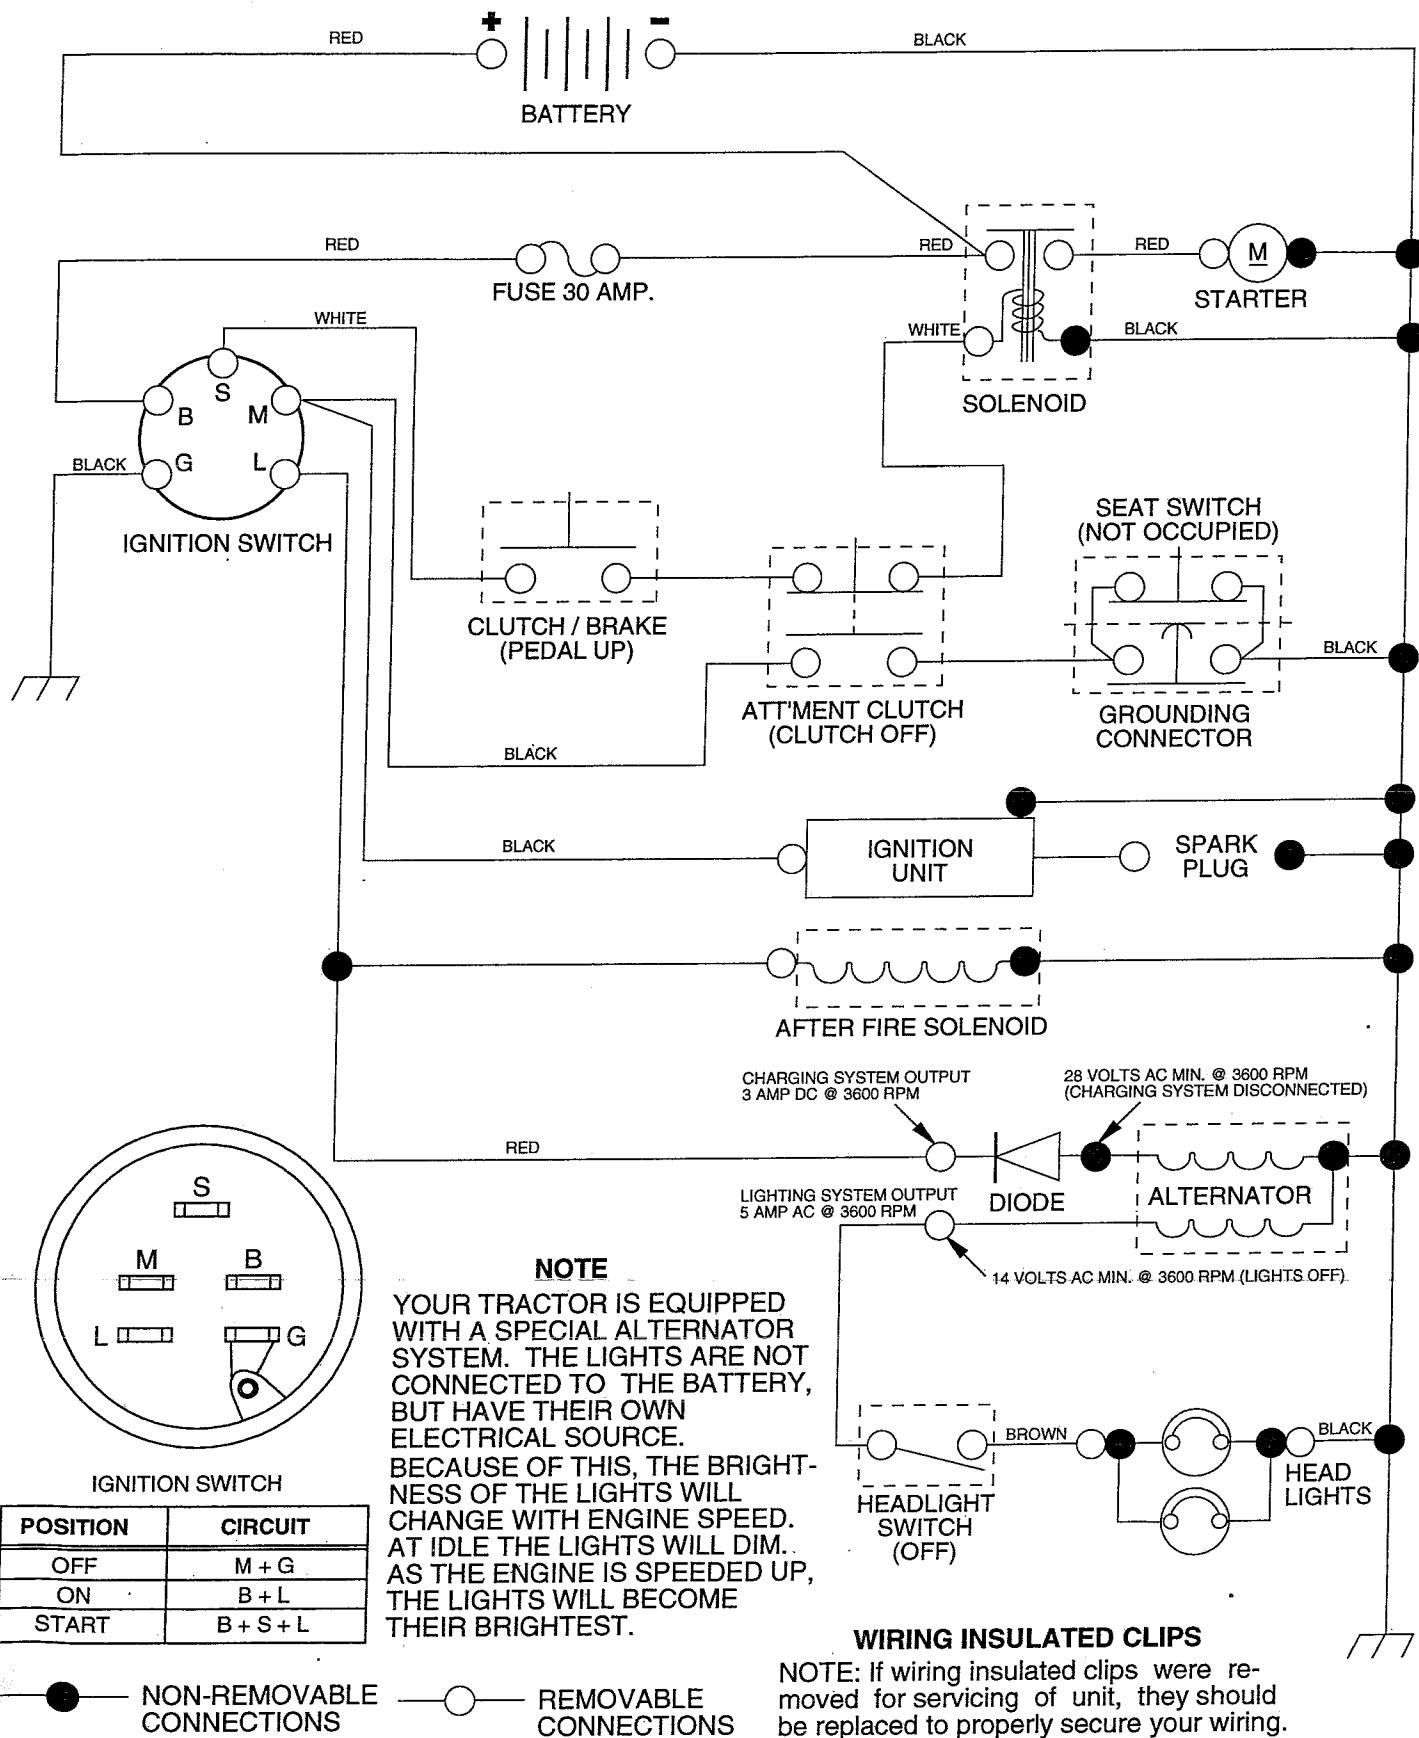 +
-
RED
BLACK
BATTERY
RED
RED
RED
M
FUSE 30 AMP.
STARTER
WHITE
WHITE
BLACK
S
B
M
SOLENOID
BLACK
G
L
IGNITION SWITCH
SEAT SWITCH
(NOT OCCUPIED)
CLUTCH / BRAKE
(PEDAL UP)
BLACK
ATT'MENT CLUTCH
(CLUTCH OFF)
GROUNDING
CONNECTOR
BLACK
BLACK
IGNITION
UNIT
SPARK
PLUG
AFTER FIRE SOLENOID
CHARGING SYSTEM OUTPUT
3 AMP DC @ 3600 RPM
28 VOLTS AC MIN. @ 3600 RPM
(CHARGING SYSTEM DISCONNECTED)
RED
DIODE
ALTERNATOR
LIGHTING SYSTEM OUTPUT
5 AMP AC @ 3600 RPM
14 VOLTS AC MIN. @ 3600 RPM (LIGHTS OFF)
S
M
B
L
G
IGNITION SWITCH
POSITION CIRCUIT
OFF M + G
ON B + L
START B + S + L
NOTE
YOUR TRACTOR IS EQUIPPED
WITH A SPECIAL ALTERNATOR
SYSTEM. THE LIGHTS ARE NOT
CONNECTED TO THE BATTERY,
BUT HAVE THEIR OWN
ELECTRICAL SOURCE.
BECAUSE OF THIS, THE BRIGHT-
NESS OF THE LIGHTS WILL
CHANGE WITH ENGINE SPEED.
AT IDLE THE LIGHTS WILL DIM.
AS THE ENGINE IS SPEEDED UP,
THE LIGHTS WILL BECOME
THEIR BRIGHTEST.
BROWN
BLACK
HEADLIGHT
SWITCH
(OFF)
HEAD
LIGHTS
WIRING INSULATED CLIPS
NOTE: If wiring insulated clips were re-
moved for servicing of unit, they should
be replaced to properly secure your wiring.
NON-REMOVABLE
CONNECTIONS
REMOVABLE
CONNECTIONS